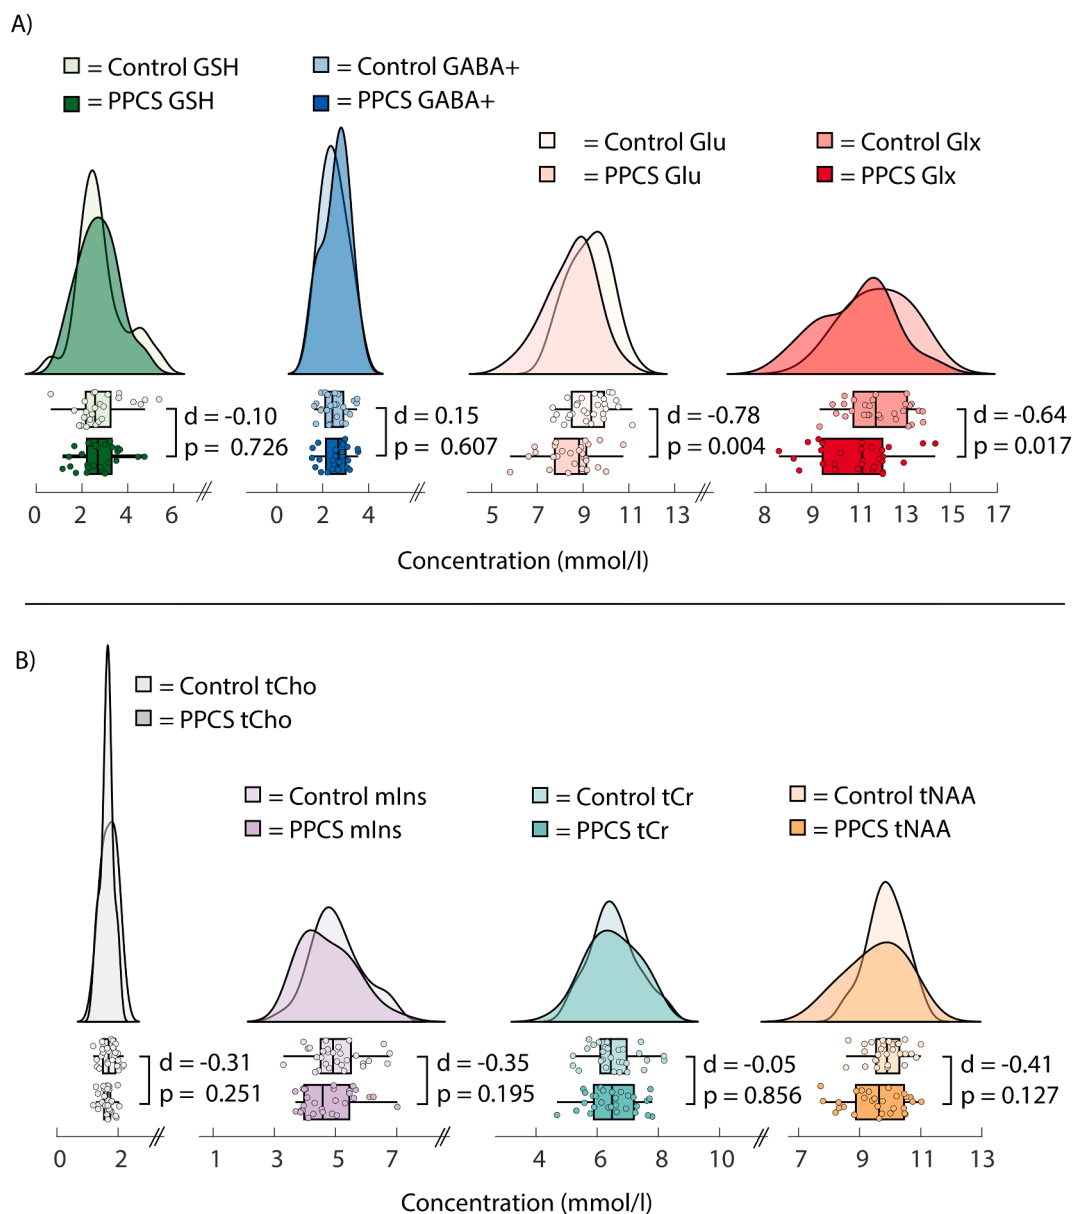 A)
= Control GSH
= PPCS GSH
= Control GABA+
= PPCS GABA+
= Control Glu
= PPCS Glu
= Control Glx
= PPCS Glx
d = -0.10
p = 0.726
d = 0.15
p = 0.607
d = -0.78
p = 0.004
d = -0.64
p = 0.017
0 2 4 6
0 2 4
5 7 9 11 13
8 9 11 13 15 17
Concentration (mmol/l)
B)
= Control tCho
= PPCS tCho
= Control mIns
= PPCS mIns
= Control tCr
= PPCS tCr
= Control tNAA
= PPCS tNAA
d = -0.31
p = 0.251
d = -0.35
p = 0.195
d = -0.05
p = 0.856
d = -0.41
p = 0.127
0 2
1 3 5 7
4 6 8 10
7 9 11 13
Concentration (mmol/l)